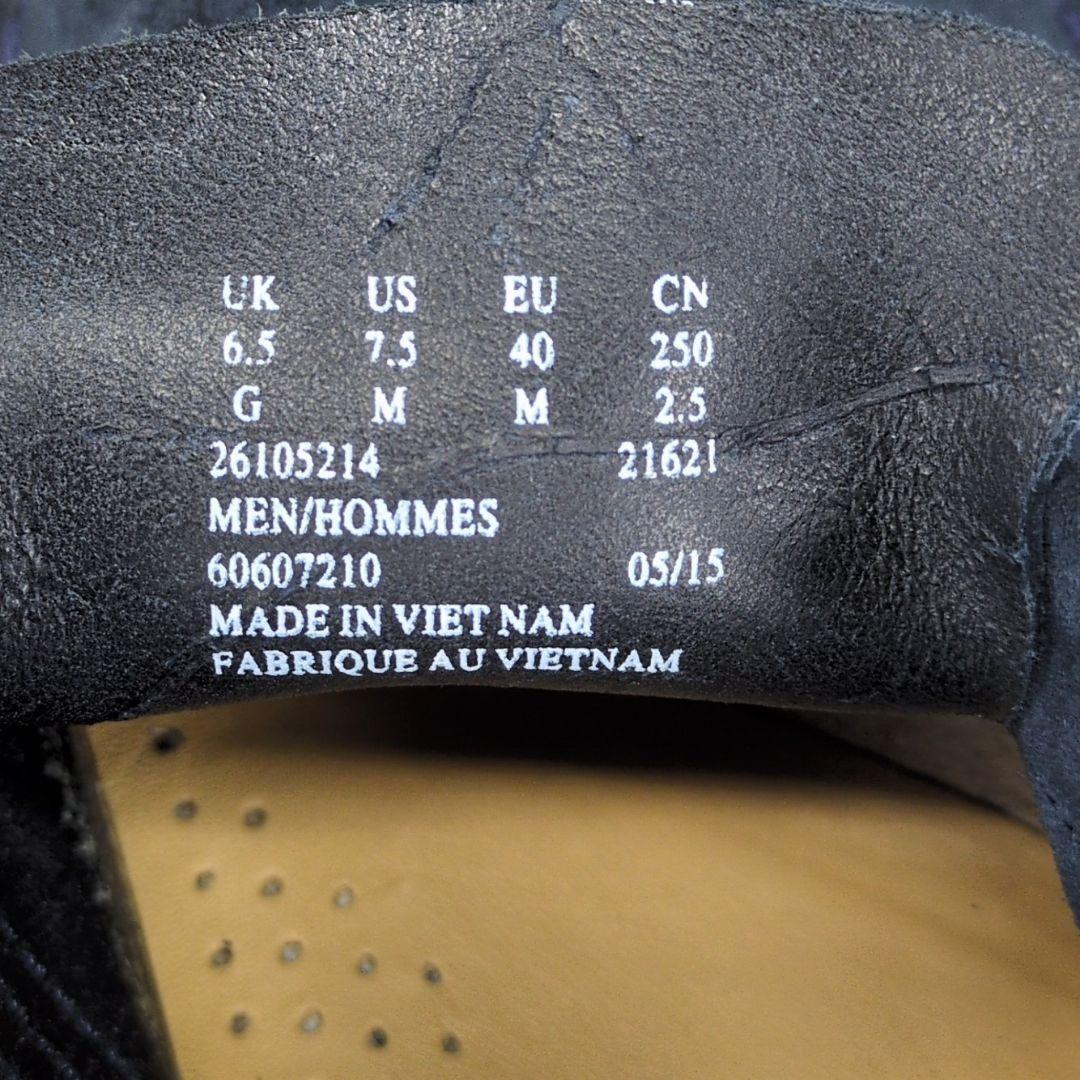 UK US EU CN
6.5 7.5 40 250
G M M 2.5
26105214 21621
MEN/HOMMES
60607210 05/15
MADE IN VIET NAM
FABRIQUE AU VIETNAM